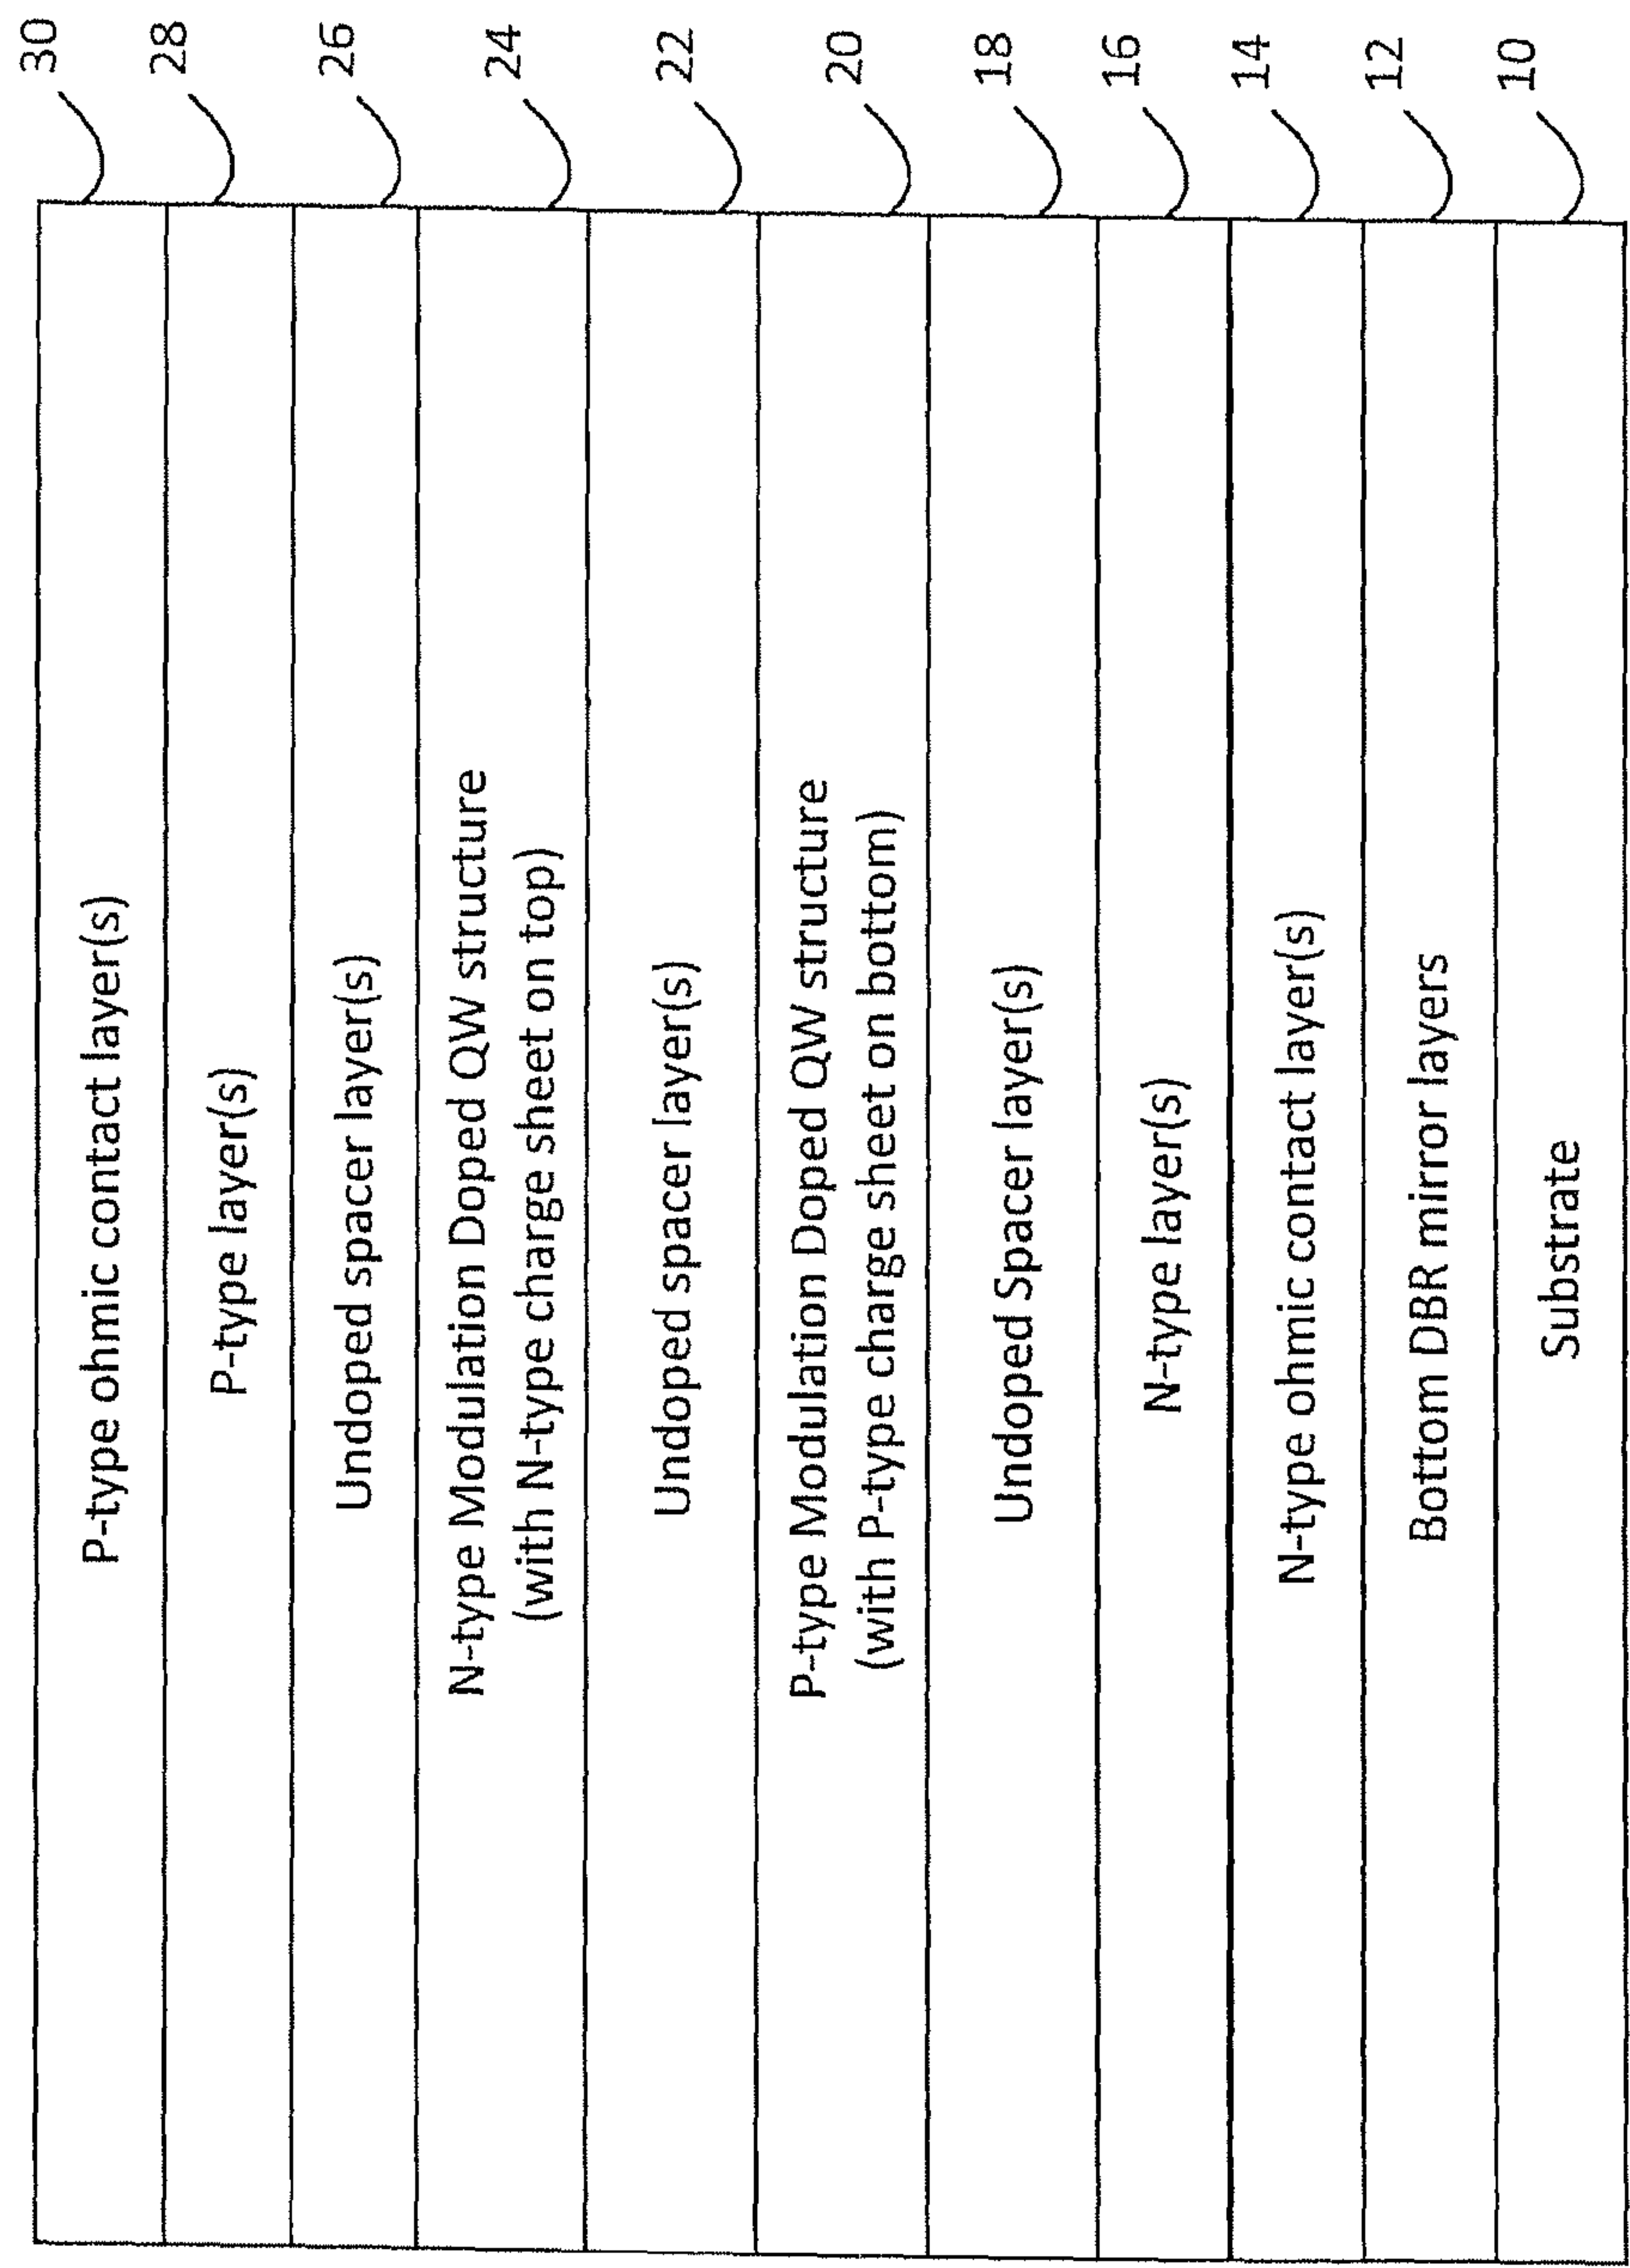 P-type ohmic contact layer(s) 30
P-type layer(s) 28
Undoped spacer layer(s) 26
N-type Modulation Doped QW structure 24
(with N-type charge sheet on top)
Undoped spacer layer(s) 22
P-type Modulation Doped QW structure 20
(with P-type charge sheet on bottom)
Undoped Spacer layer(s) 18
N-type layer(s) 16
N-type ohmic contact layer(s) 14
Bottom DBR mirror layers 12
Substrate 10